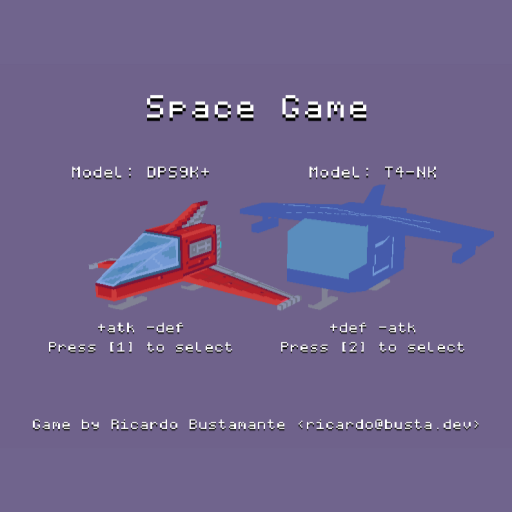 Space Game
Model: DPS9K+
Model: T4-NK
+atk -def
Press [1] to select
+def -atk
Press [2] to select
Game by Ricardo Bustamante <ricardo@busta.dev>